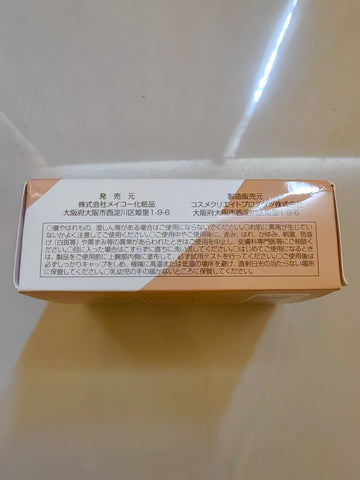 発売元
株式会社メイコー化粧品
大阪府大阪市西淀川区姫里1-9-6
製造販売元
コスメクリエイトプロダクツ株式会社
大阪府大阪市西淀川区姫里1-9-6
○傷やはれもの、湿しん等がある場合はご使用にならないでください。○お肌に異常が生じてい
ないかよく注意してご使用ください。○ご使用中やご使用後に、赤み、はれ、かゆみ、刺激、色抜
け(白斑等)や黒ずみ等の異常があらわれたときはご使用を中止し、皮膚科専門医等にご相談く
ださい。○目に入った場合はこすらずに直ちに洗い流してください。○はじめてご使用になるとき
は、製品をご使用前に上腕部内側に塗布して、必ず試用テストを行ってください。○ご使用後は
必ずしっかりキャップをしめ、極端に高温または低温の場所を避け、直射日光の当たらない場所
に保管してください。○乳幼児の手の届かないところに保管してください。